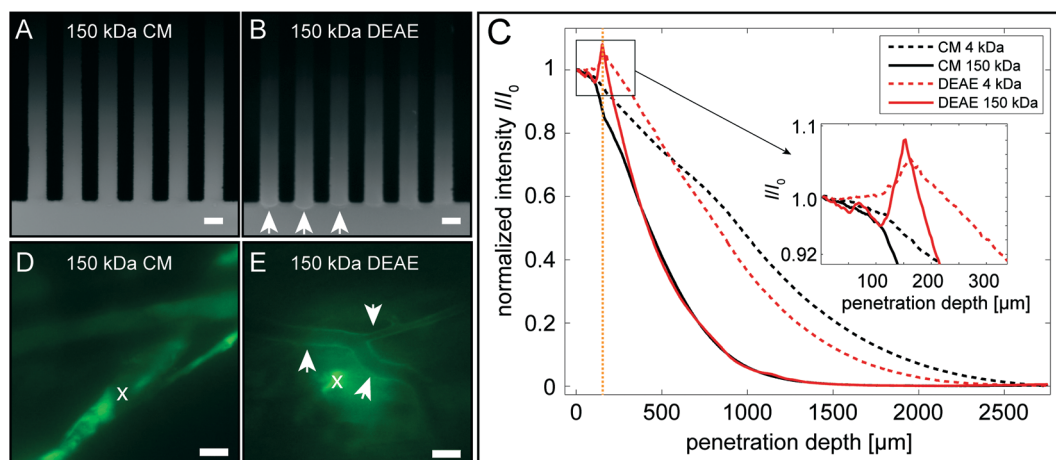 A 150 kDa CM
B 150 kDa DEAE
D 150 kDa CM
x
E 150 kDa DEAE
x
C
normalized intensity I/I0
1
0.8
0.6
0.4
0.2
0
0 500 1000 1500 2000 2500
penetration depth [µm]
CM 4 kDa
CM 150 kDa
DEAE 4 kDa
DEAE 150 kDa
I/I0
1.1
1.0
0.92
0 100 200 300
penetration depth [µm]